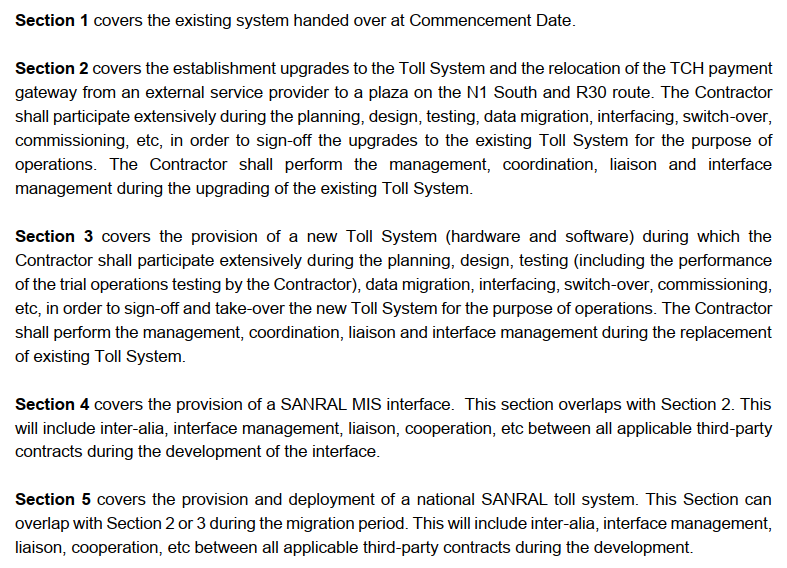 Section 1 covers the existing system handed over at Commencement Date.
Section 2 covers the establishment upgrades to the Toll System and the relocation of the TCH payment
gateway from an external service provider to a plaza on the N1 South and R30 route. The Contractor
shall participate extensively during the planning, design, testing, data migration, interfacing, switch-over,
commissioning, etc, in order to sign-off the upgrades to the existing Toll System for the purpose of
operations. The Contractor shall perform the management, coordination, liaison and interface
management during the upgrading of the existing Toll System.
Section 3 covers the provision of a new Toll System (hardware and software) during which the
Contractor shall participate extensively during the planning, design, testing (including the performance
of the trial operations testing by the Contractor), data migration, interfacing, switch-over, commissioning,
etc, in order to sign-off and take-over the new Toll System for the purpose of operations. The Contractor
shall perform the management, coordination, liaison and interface management during the replacement
of existing Toll System.
Section 4 covers the provision of a SANRAL MIS interface. This section overlaps with Section 2. This
will include inter-alia, interface management, liaison, cooperation, etc between all applicable third-party
contracts during the development of the interface.
Section 5 covers the provision and deployment of a national SANRAL toll system. This Section can
overlap with Section 2 or 3 during the migration period. This will include inter-alia, interface management,
liaison, cooperation, etc between all applicable third-party contracts during the development.